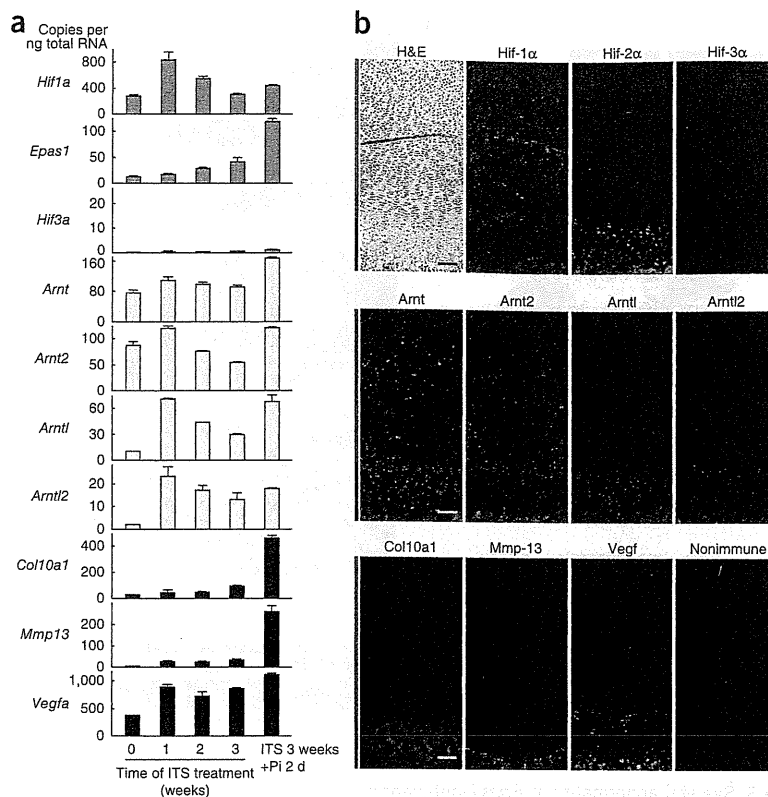 a
Copies per
ng total RNA
Hif1a
800
400
0
Epas1
100
50
0
Hif3a
20
10
0
Arnt
160
80
0
Arnt2
100
50
0
Arntl
60
30
0
Arntl2
20
10
0
Col10a1
400
200
0
Mmp13
200
100
0
Vegfa
1,000
500
0
0 1 2 3 ITS 3 weeks
+Pi 2 d
Time of ITS treatment
(weeks)
b
H&E Hif-1α Hif-2α Hif-3α
Arnt Arnt2 Arntl Arntl2
Col10a1 Mmp-13 Vegf Nonimmune